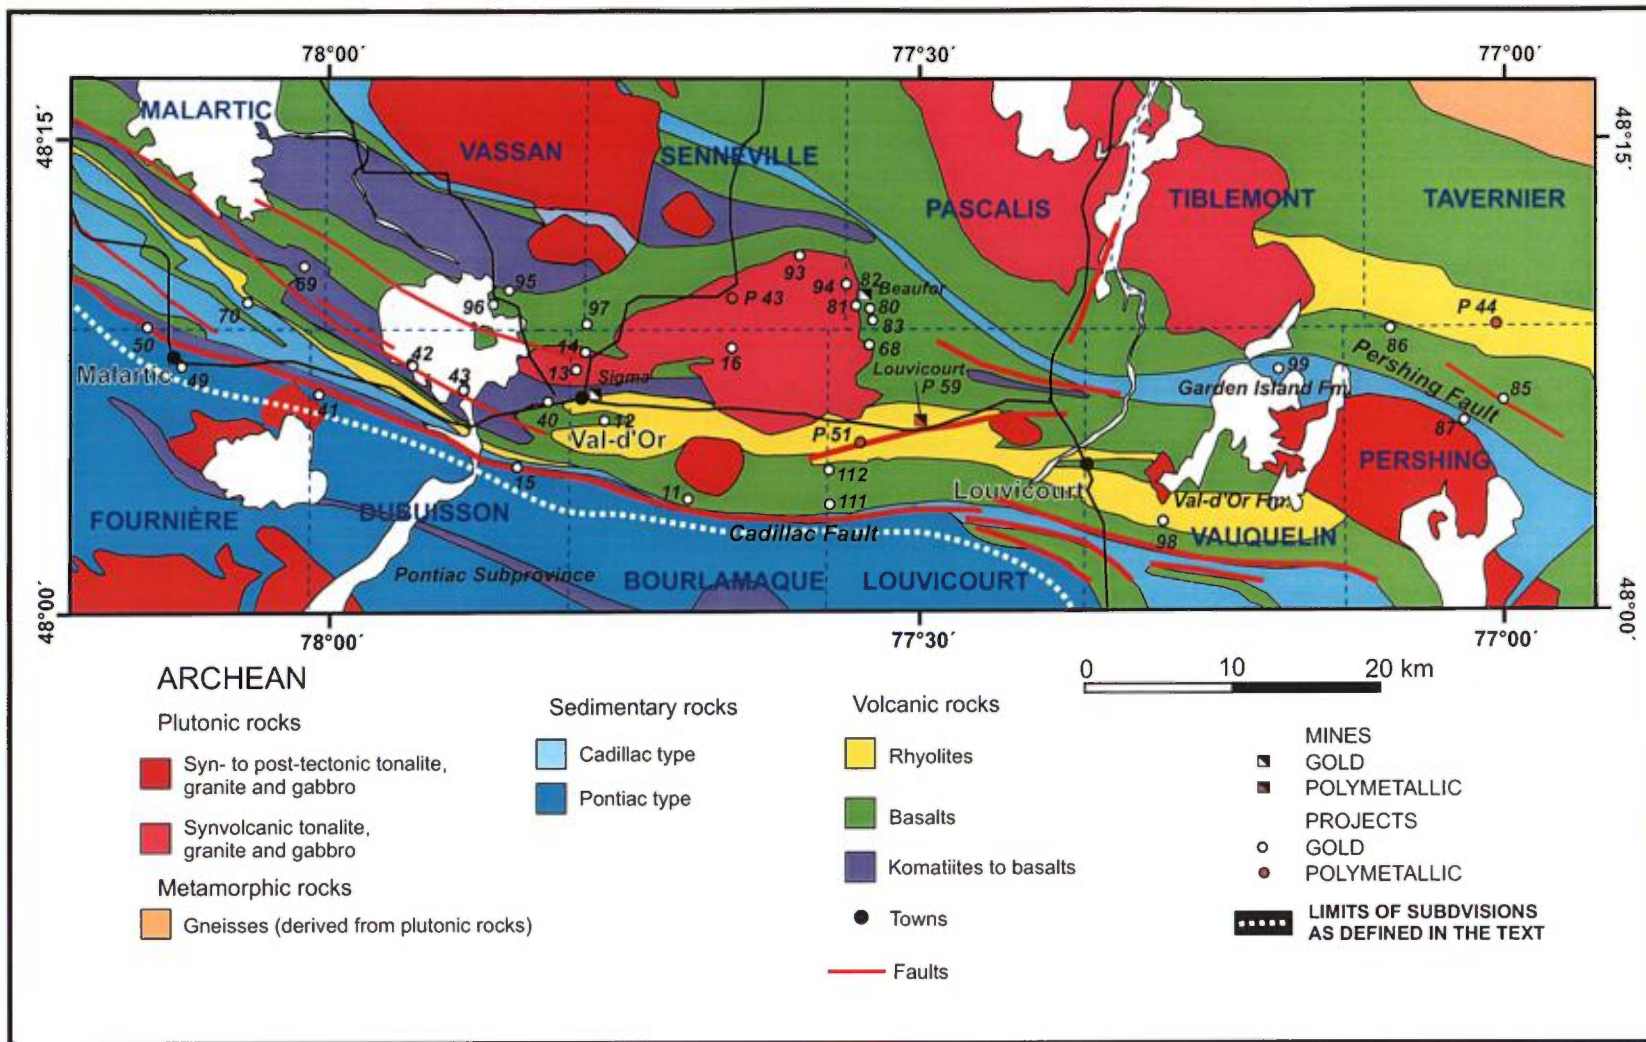 78°00´ 77°30´ 77°00´
48°15´
48°15´
MALARTIC
VASSAN
SENNEVILLE
PASCALIS
TIBLEMONT
TAVERNIER
69
70
95
96
97
93
94
82
Beaufor
P 43
81
80
83
P 44
86
50
Malartic
49
42
43
14
13
Sigma
16
68
Louvicourt
P 59
99
Garden Island Fm.
Pershing Fault
85
41
40
12
Val-d'Or
P 51
87
PERSHING
15
11
112
111
Louvicourt
Val-d'Or Fm.
98
VAUQUELIN
FOURNIÈRE
DUBUISSON
Cadillac Fault
Pontiac Subprovince
BOURLAMAQUE
LOUVICOURT
48°00´
48°00´
78°00´ 77°30´ 77°00´
ARCHEAN
Plutonic rocks
Syn- to post-tectonic tonalite,
granite and gabbro
Synvolcanic tonalite,
granite and gabbro
Metamorphic rocks
Gneisses (derived from plutonic rocks)
Sedimentary rocks
Cadillac type
Pontiac type
Volcanic rocks
Rhyolites
Basalts
Komatiites to basalts
Towns
Faults
0 10 20 km
MINES
GOLD
POLYMETALLIC
PROJECTS
GOLD
POLYMETALLIC
LIMITS OF SUBDVISIONS
AS DEFINED IN THE TEXT